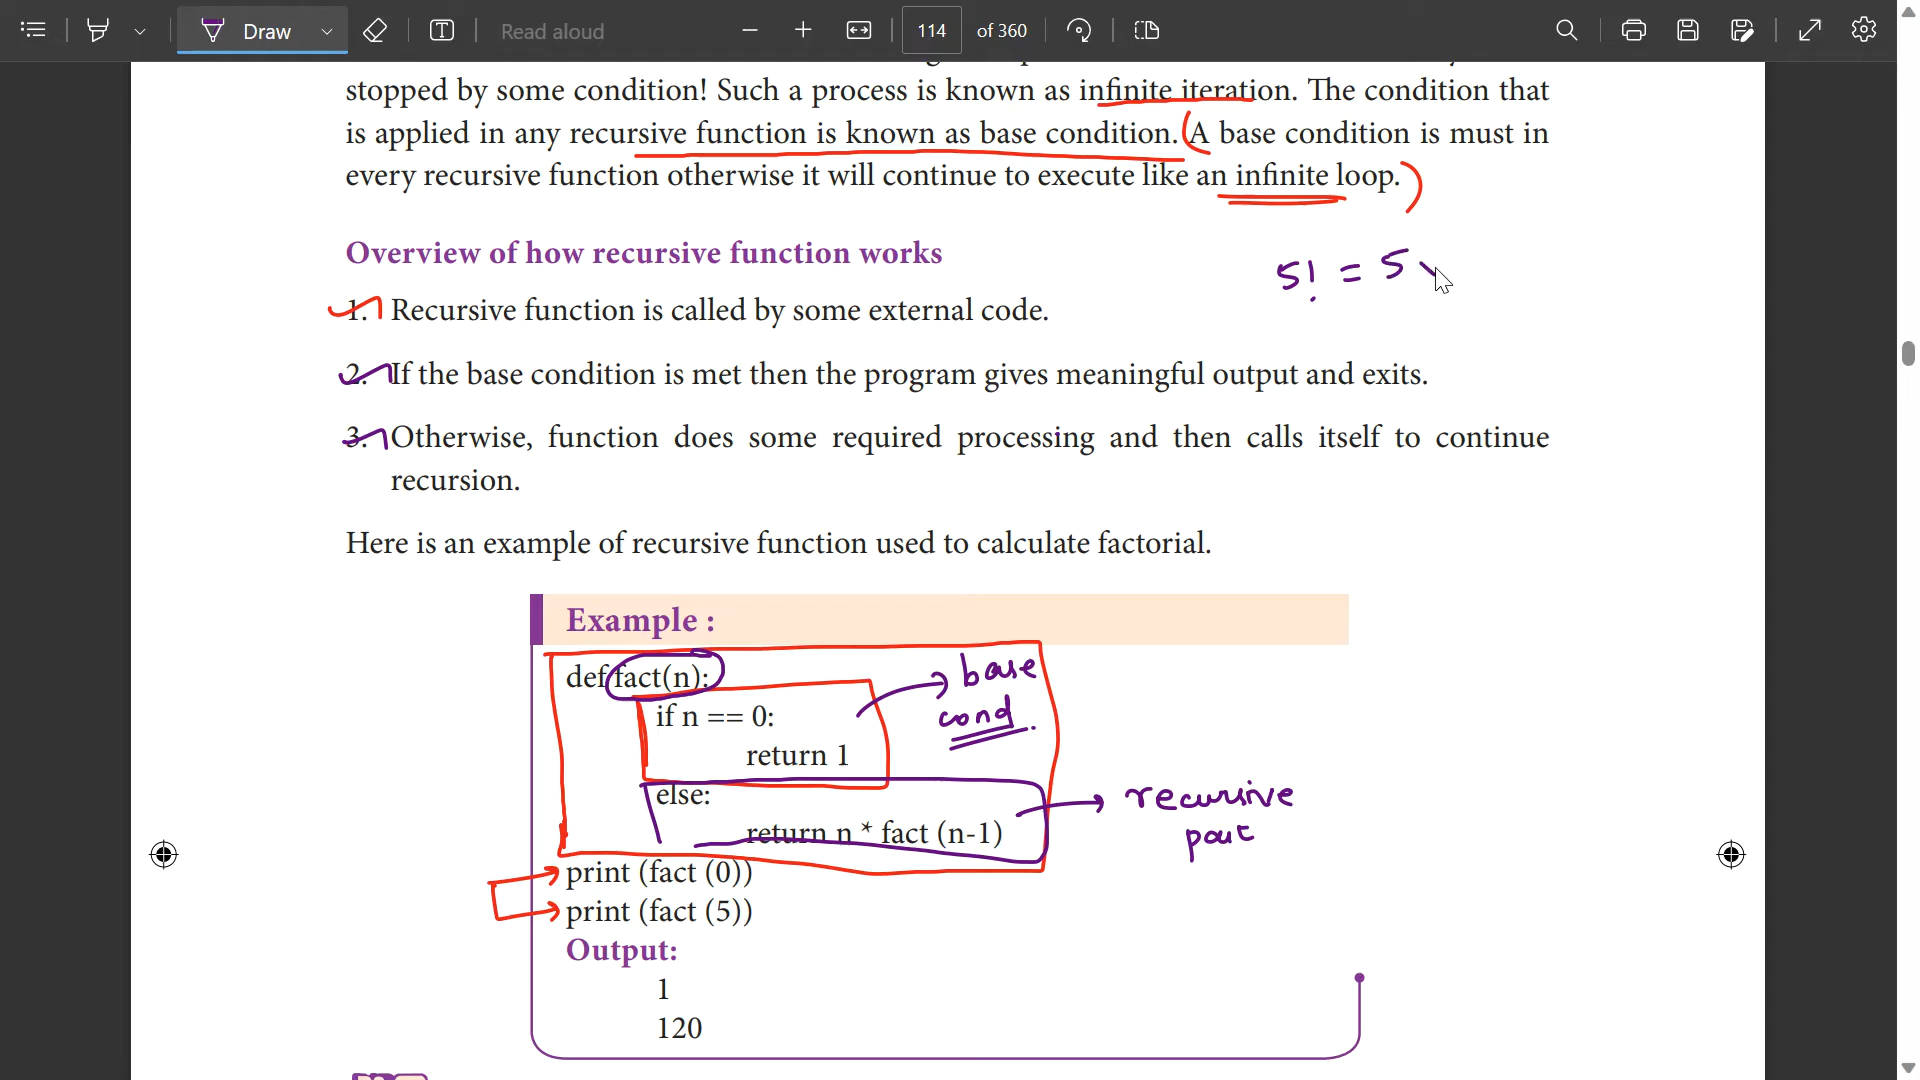 Draw
Read aloud
114 of 360
stopped by some condition! Such a process is known as infinite iteration. The condition that
is applied in any recursive function is known as base condition. A base condition is must in
every recursive function otherwise it will continue to execute like an infinite loop.
Overview of how recursive function works
5! = 5
1. Recursive function is called by some external code.
2. If the base condition is met then the program gives meaningful output and exits.
3. Otherwise, function does some required processing and then calls itself to continue
recursion.
Here is an example of recursive function used to calculate factorial.
Example :
def fact(n):
base
if n == 0:
cond.
return 1
else:
recursive
return n * fact (n-1)
part
print (fact (0))
print (fact (5))
Output:
1
120